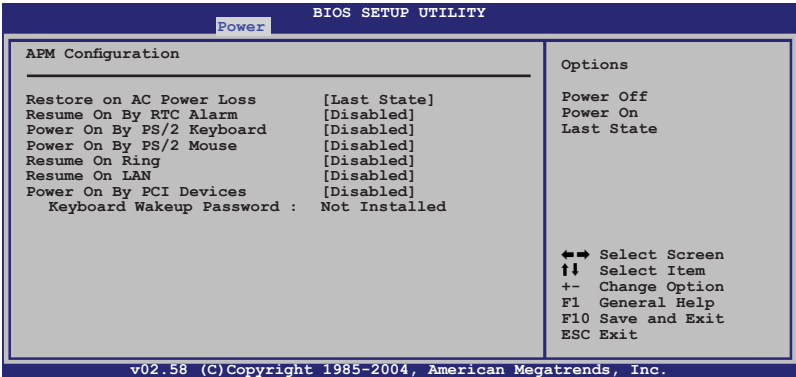 BIOS SETUP UTILITY
Power
APM Configuration
Restore on AC Power Loss [Last State]
Resume On By RTC Alarm [Disabled]
Power On By PS/2 Keyboard [Disabled]
Power On By PS/2 Mouse [Disabled]
Resume On Ring [Disabled]
Resume On LAN [Disabled]
Power On By PCI Devices [Disabled]
Keyboard Wakeup Password : Not Installed
Options
Power Off
Power On
Last State
←→ Select Screen
↑↓ Select Item
+- Change Option
F1 General Help
F10 Save and Exit
ESC Exit
v02.58 (C)Copyright 1985-2004, American Megatrends, Inc.